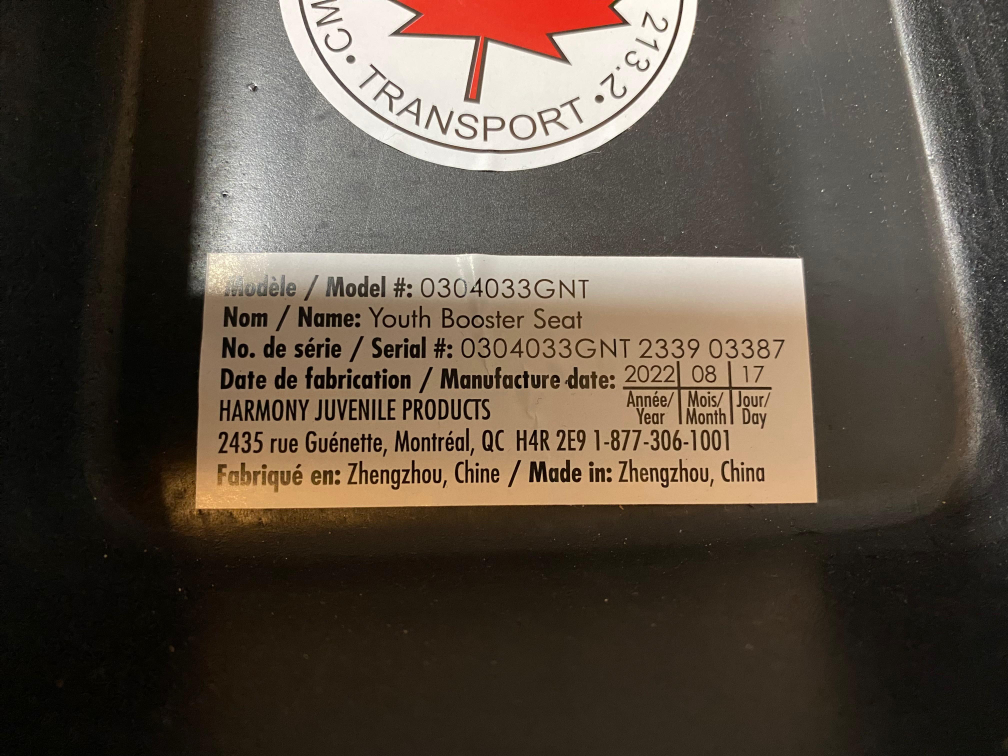 CM
TRANSPORT
213.2
Modèle / Model #: 0304033GNT
Nom / Name: Youth Booster Seat
No. de série / Serial #: 0304033GNT 2339 03387
Date de fabrication / Manufacture date: 2022 08 17
Année/ Mois/ Jour/
Year Month Day
HARMONY JUVENILE PRODUCTS
2435 rue Guénette, Montréal, QC H4R 2E9 1-877-306-1001
Fabriqué en: Zhengzhou, Chine / Made in: Zhengzhou, China